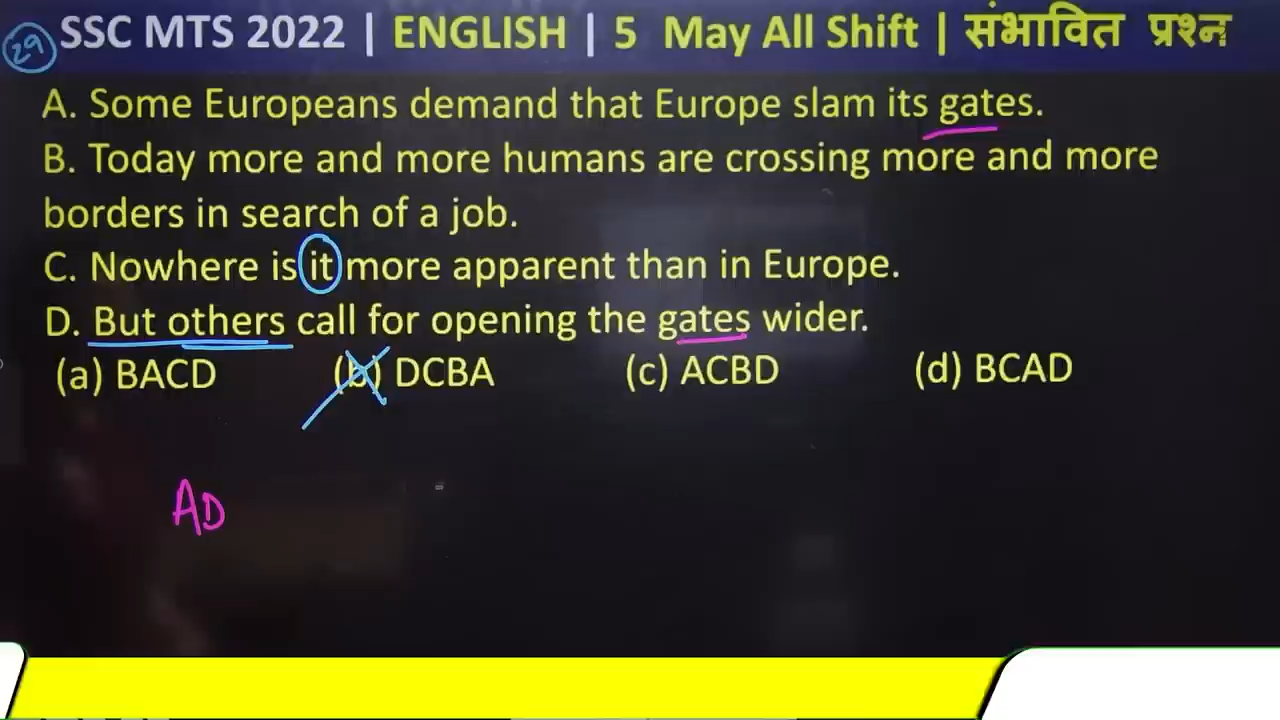 29 SSC MTS 2022 | ENGLISH | 5 May All Shift | संभावित प्रश्न
A. Some Europeans demand that Europe slam its gates.
B. Today more and more humans are crossing more and more
borders in search of a job.
C. Nowhere is it more apparent than in Europe.
D. But others call for opening the gates wider.
(a) BACD (b) DCBA (c) ACBD (d) BCAD
AD